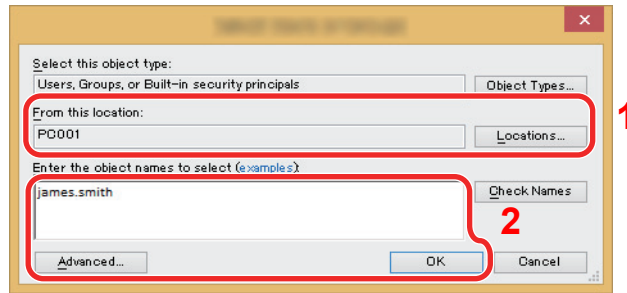 Select this object type:
Users, Groups, or Built-in security principals
Object Types...
From this location:
PC001
Locations...
1
Enter the object names to select (examples):
james.smith
Check Names
2
Advanced...
OK
Cancel